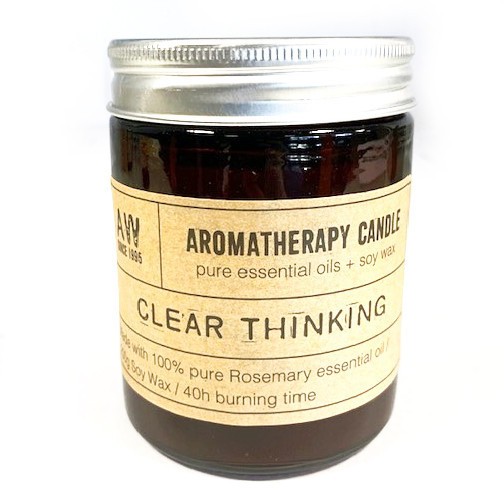 AW
SINCE 1995
AROMATHERAPY CANDLE
pure essential oils + soy wax
CLEAR THINKING
with 100% pure Rosemary essential oil /
Soy Wax / 40h burning time